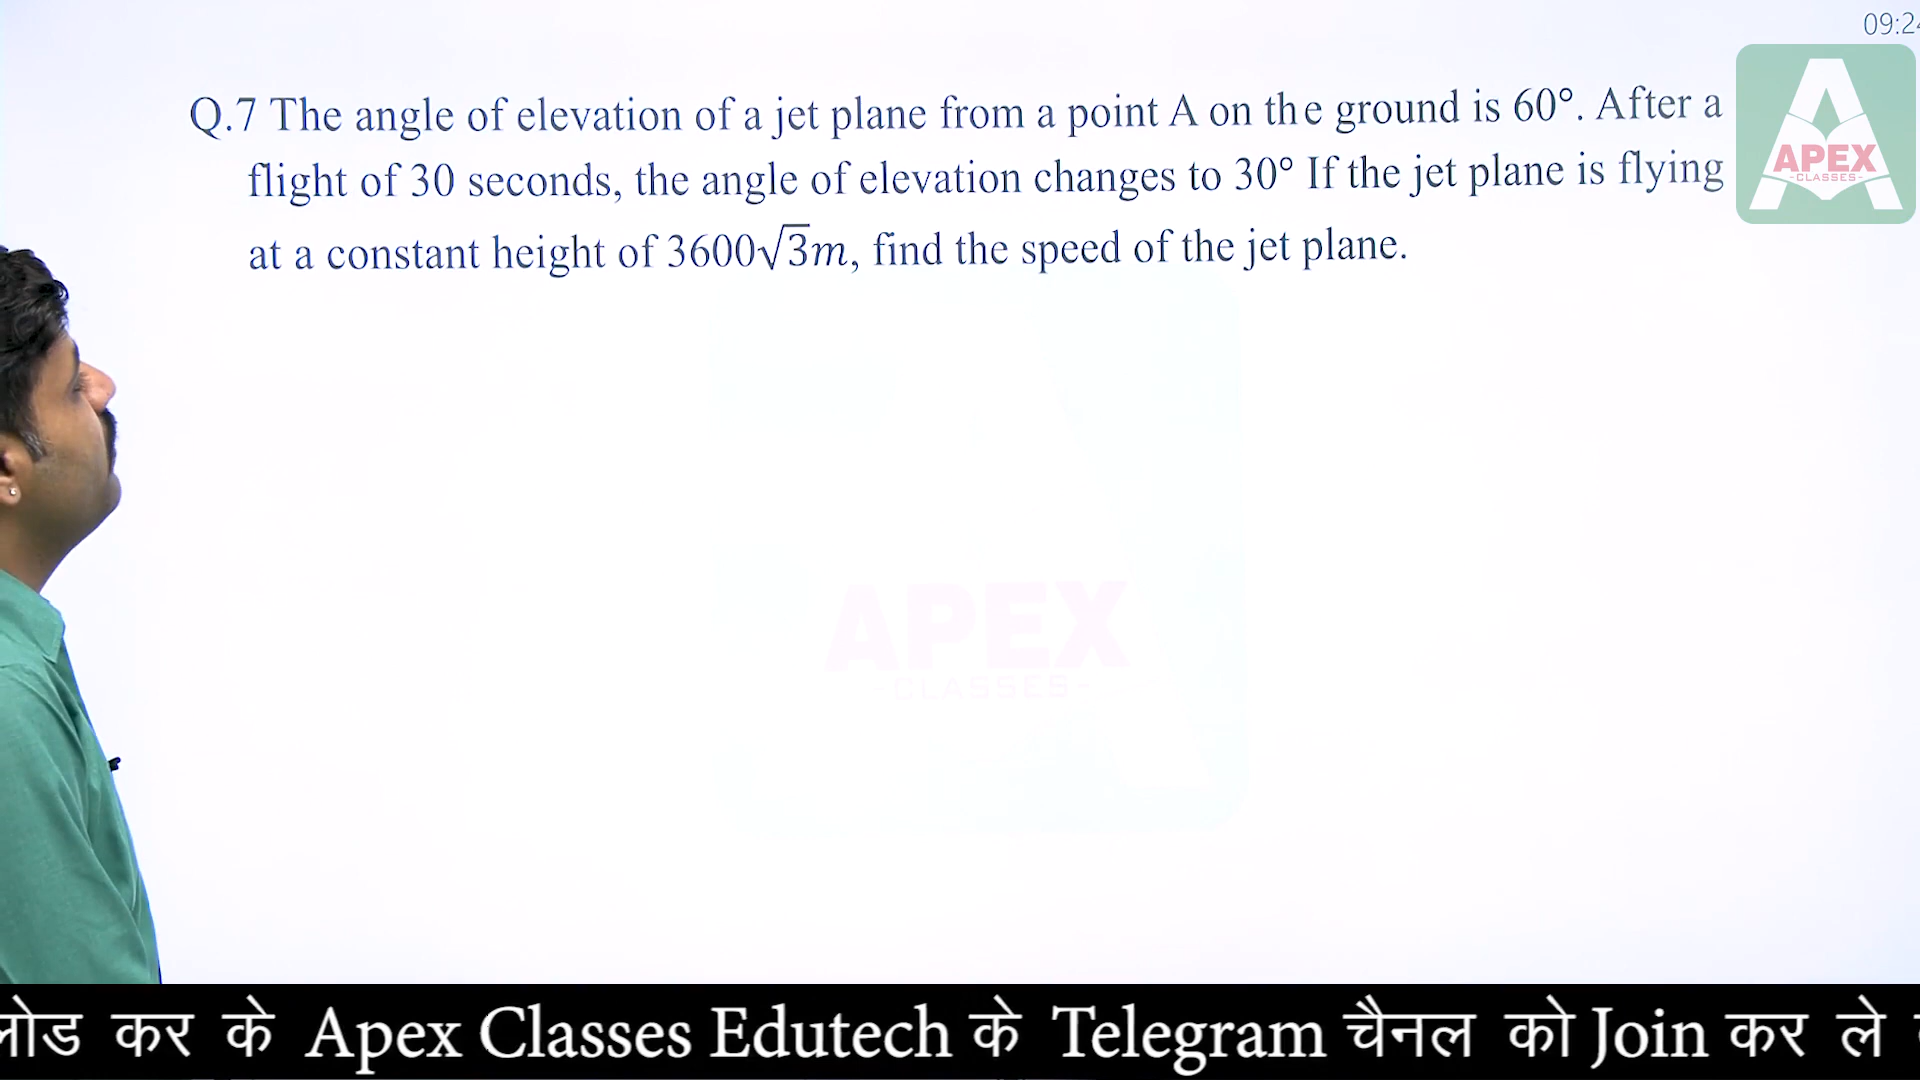 09:24
Q.7 The angle of elevation of a jet plane from a point A on the ground is 60°. After a
flight of 30 seconds, the angle of elevation changes to 30° If the jet plane is flying
at a constant height of 3600√3m, find the speed of the jet plane.
APEX
-CLASSES-
APEX
-CLASSES-
कर के Apex Classes Edutech के Telegram चैनल को Join कर ले